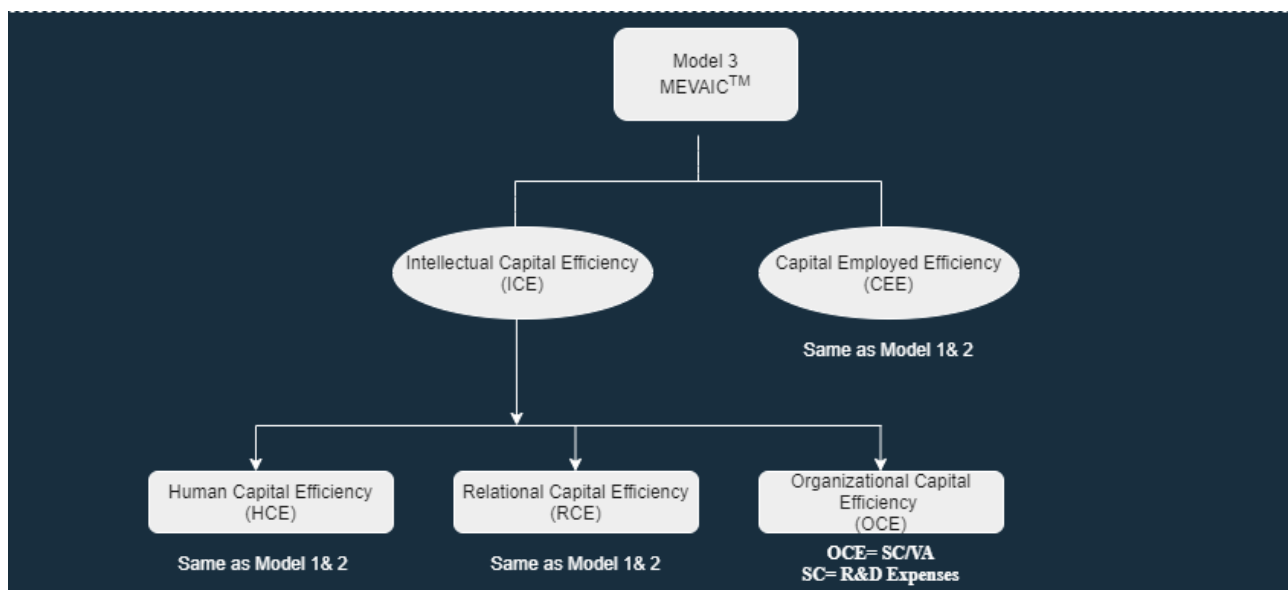 Model 3
MEVAIC™
Intellectual Capital Efficiency
(ICE)
Capital Employed Efficiency
(CEE)
Same as Model 1& 2
Human Capital Efficiency
(HCE)
Same as Model 1& 2
Relational Capital Efficiency
(RCE)
Same as Model 1& 2
Organizational Capital
Efficiency
(OCE)
OCE= SC/VA
SC= R&D Expenses